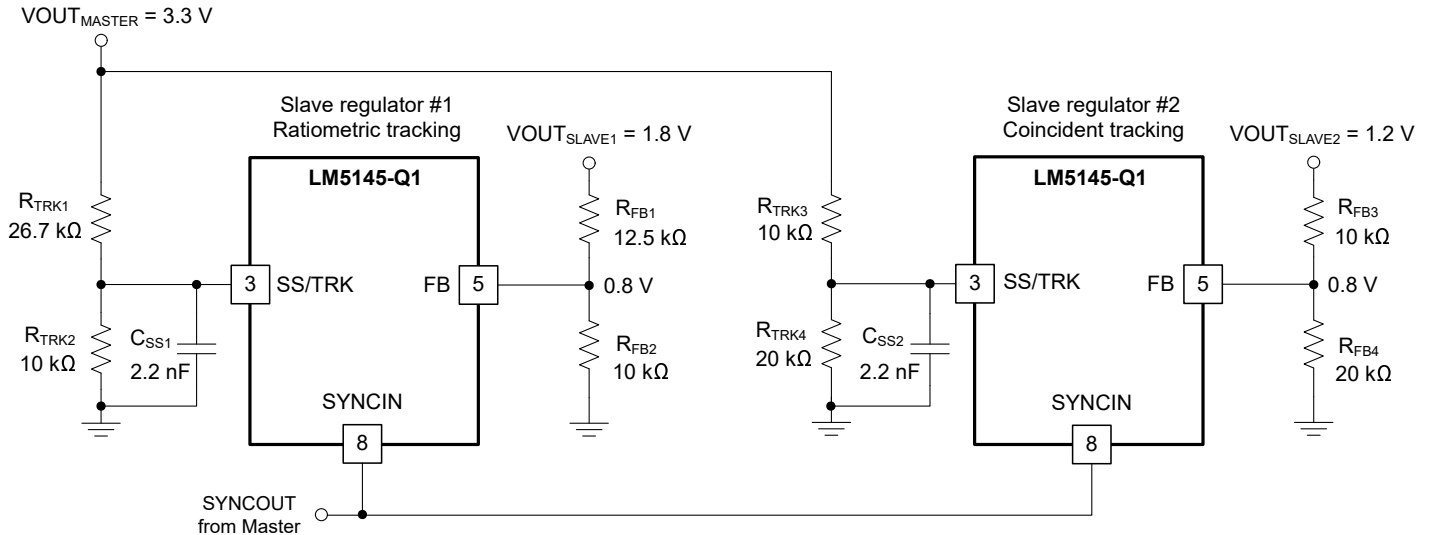 VOUTMASTER = 3.3 V
Slave regulator #1
Ratiometric tracking
VOUTSLAVE1 = 1.8 V
LM5145-Q1
RTRK1
26.7 kΩ
RFB1
12.5 kΩ
3
SS/TRK
FB
5
0.8 V
RTRK2
10 kΩ
CSS1
2.2 nF
RFB2
10 kΩ
SYNCIN
8
SYNCOUT
from Master
Slave regulator #2
Coincident tracking
VOUTSLAVE2 = 1.2 V
LM5145-Q1
RTRK3
10 kΩ
RFB3
10 kΩ
3
SS/TRK
FB
5
0.8 V
RTRK4
20 kΩ
CSS2
2.2 nF
RFB4
20 kΩ
SYNCIN
8